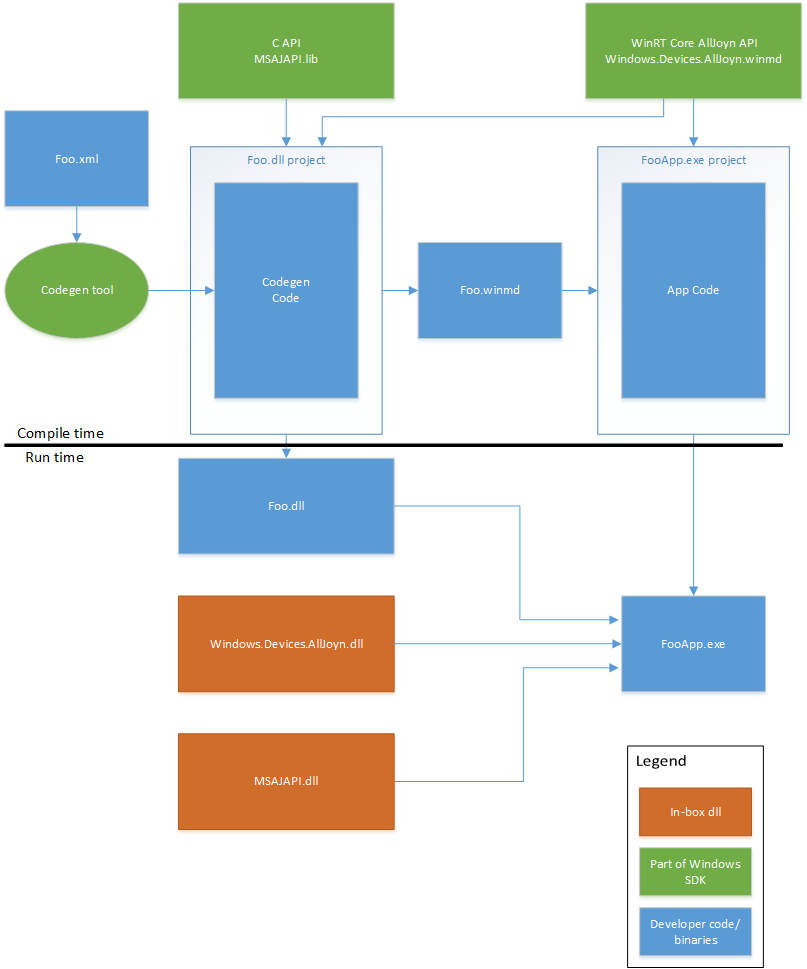 C API
MSAJAPI.lib
WinRT Core AllJoyn API
Windows.Devices.AllJoyn.winmd
Foo.xml
Foo.dll project
FooApp.exe project
Codegen tool
Codegen
Code
Foo.winmd
App Code
Compile time
Run time
Foo.dll
Windows.Devices.AllJoyn.dll
FooApp.exe
MSAJAPI.dll
Legend
In-box dll
Part of Windows
SDK
Developer code/
binaries